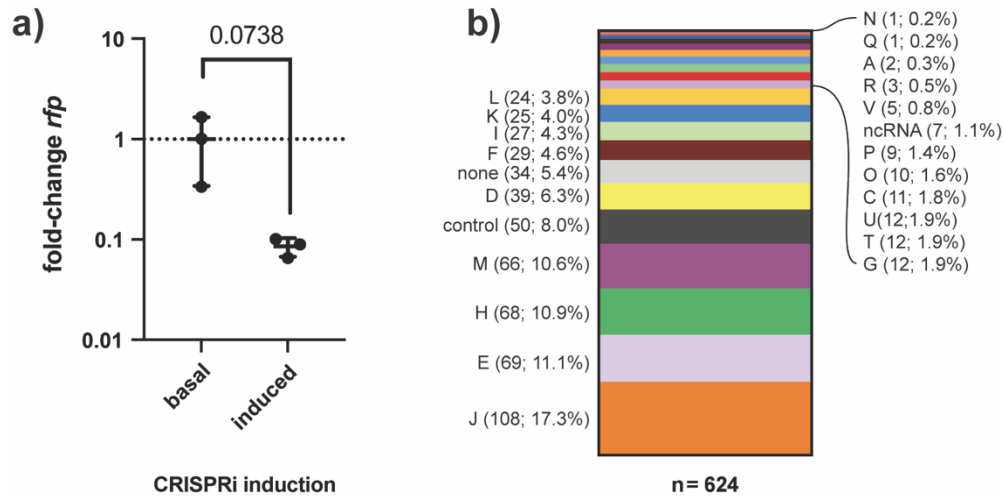 a)
0.0738
10
1
0.1
0.01
fold-change rfp
basal
induced
CRISPRi induction
b)
L (24; 3.8%)
K (25; 4.0%)
I (27; 4.3%)
F (29; 4.6%)
none (34; 5.4%)
D (39; 6.3%)
control (50; 8.0%)
M (66; 10.6%)
H (68; 10.9%)
E (69; 11.1%)
J (108; 17.3%)
N (1; 0.2%)
Q (1; 0.2%)
A (2; 0.3%)
R (3; 0.5%)
V (5; 0.8%)
ncRNA (7; 1.1%)
P (9; 1.4%)
O (10; 1.6%)
C (11; 1.8%)
U(12;1.9%)
T (12; 1.9%)
G (12; 1.9%)
n= 624